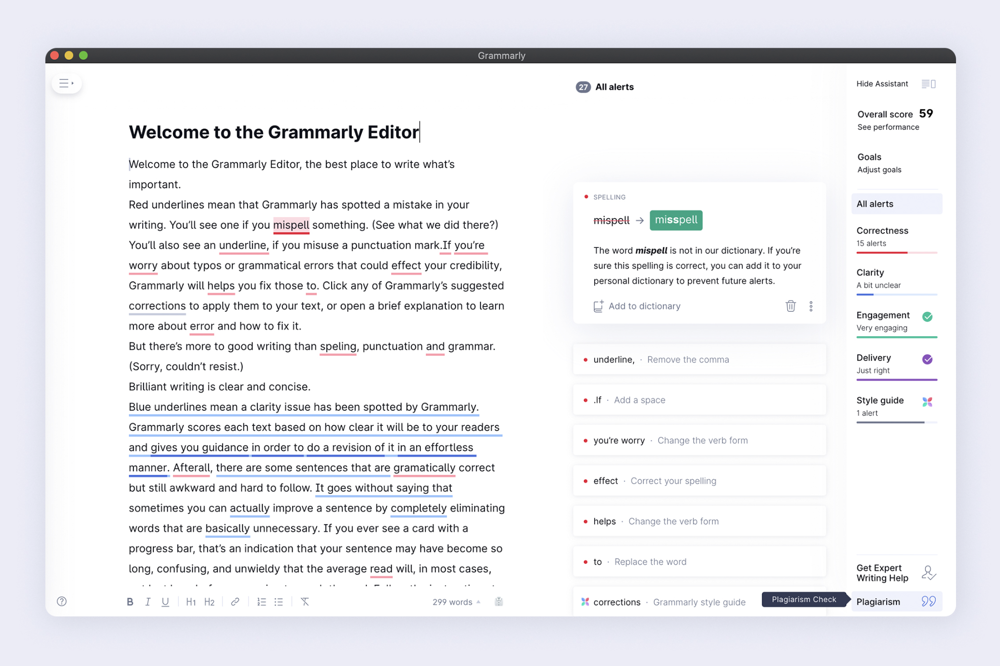 Grammarly
Welcome to the Grammarly Editor
Welcome to the Grammarly Editor, the best place to write what’s
important.
Red underlines mean that Grammarly has spotted a mistake in your
writing. You’ll see one if you mispell something. (See what we did there?)
You’ll also see an underline, if you misuse a punctuation mark.If you’re
worry about typos or grammatical errors that could effect your credibility,
Grammarly will helps you fix those to. Click any of Grammarly’s suggested
corrections to apply them to your text, or open a brief explanation to learn
more about error and how to fix it.
But there’s more to good writing than speling, punctuation and grammar.
(Sorry, couldn’t resist.)
Brilliant writing is clear and concise.
Blue underlines mean a clarity issue has been spotted by Grammarly.
Grammarly scores each text based on how clear it will be to your readers
and gives you guidance in order to do a revision of it in an effortless
manner. Afterall, there are some sentences that are gramatically correct
but still awkward and hard to follow. It goes without saying that
sometimes you can actually improve a sentence by completely eliminating
words that are basically unnecessary. If you ever see a card with a
progress bar, that’s an indication that your sentence may have become so
long, confusing, and unwieldy that the average read will, in most cases,
B I U H1 H2
299 words
27 All alerts
SPELLING
mispell → misspell
The word mispell is not in our dictionary. If you’re
sure this spelling is correct, you can add it to your
personal dictionary to prevent future alerts.
Add to dictionary
underline, · Remove the comma
.If · Add a space
you’re worry · Change the verb form
effect · Correct your spelling
helps · Change the verb form
to · Replace the word
corrections · Grammarly style guide
Hide Assistant
Overall score 59
See performance
Goals
Adjust goals
All alerts
Correctness
15 alerts
Clarity
A bit unclear
Engagement
Very engaging
Delivery
Just right
Style guide
1 alert
Get Expert
Writing Help
Plagiarism Check
Plagiarism